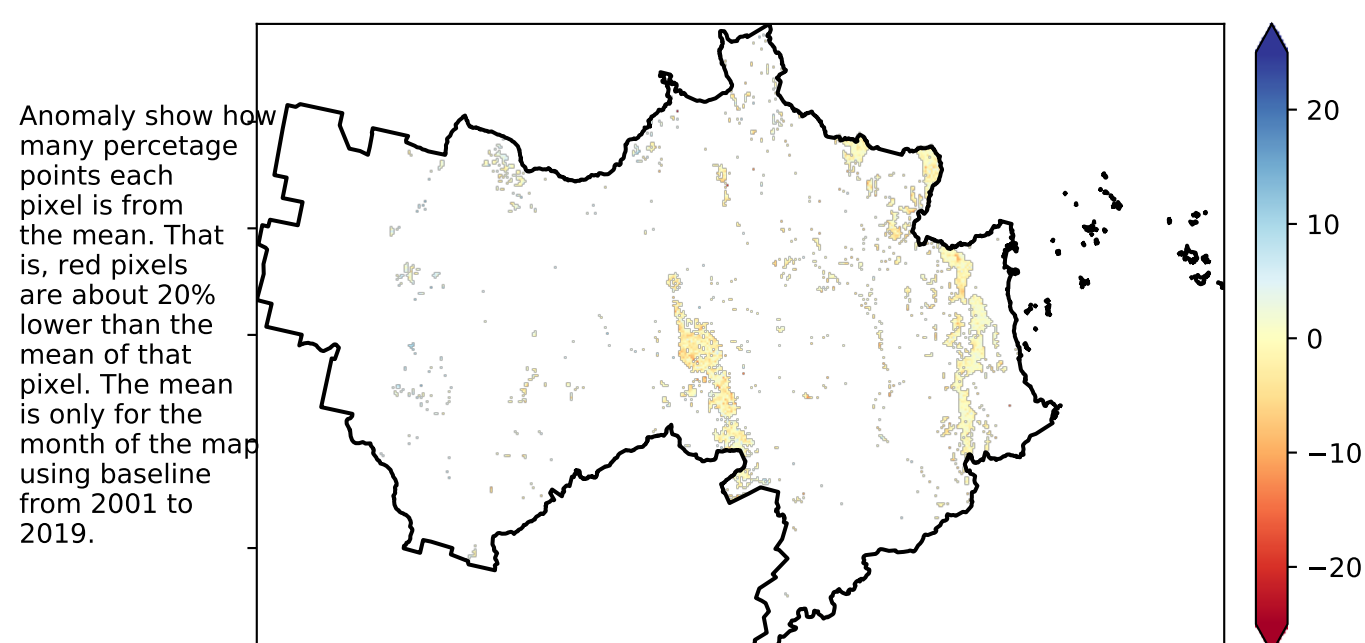 Anomaly show how
many percetage
points each
pixel is from
the mean. That
is, red pixels
are about 20%
lower than the
mean of that
pixel. The mean
is only for the
month of the map
using baseline
from 2001 to
2019.
20
10
0
−10
−20